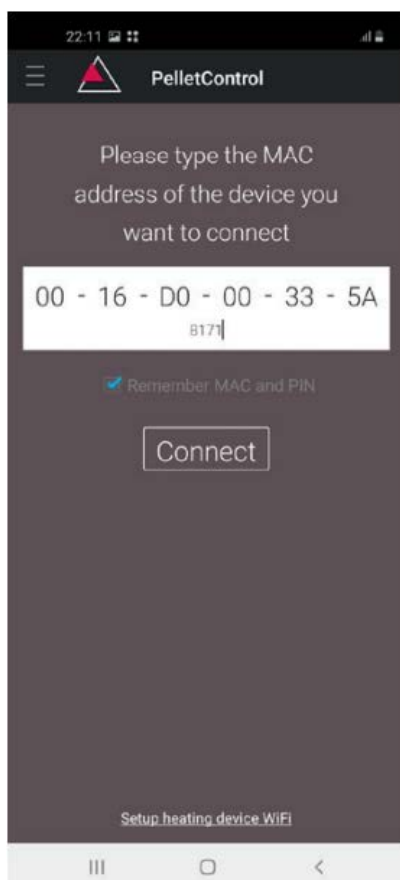 22:11
PelletControl
Please type the MAC
address of the device you
want to connect
00 - 16 - D0 - 00 - 33 - 5A
8171
Remember MAC and PIN
Connect
Setup heating device WiFi